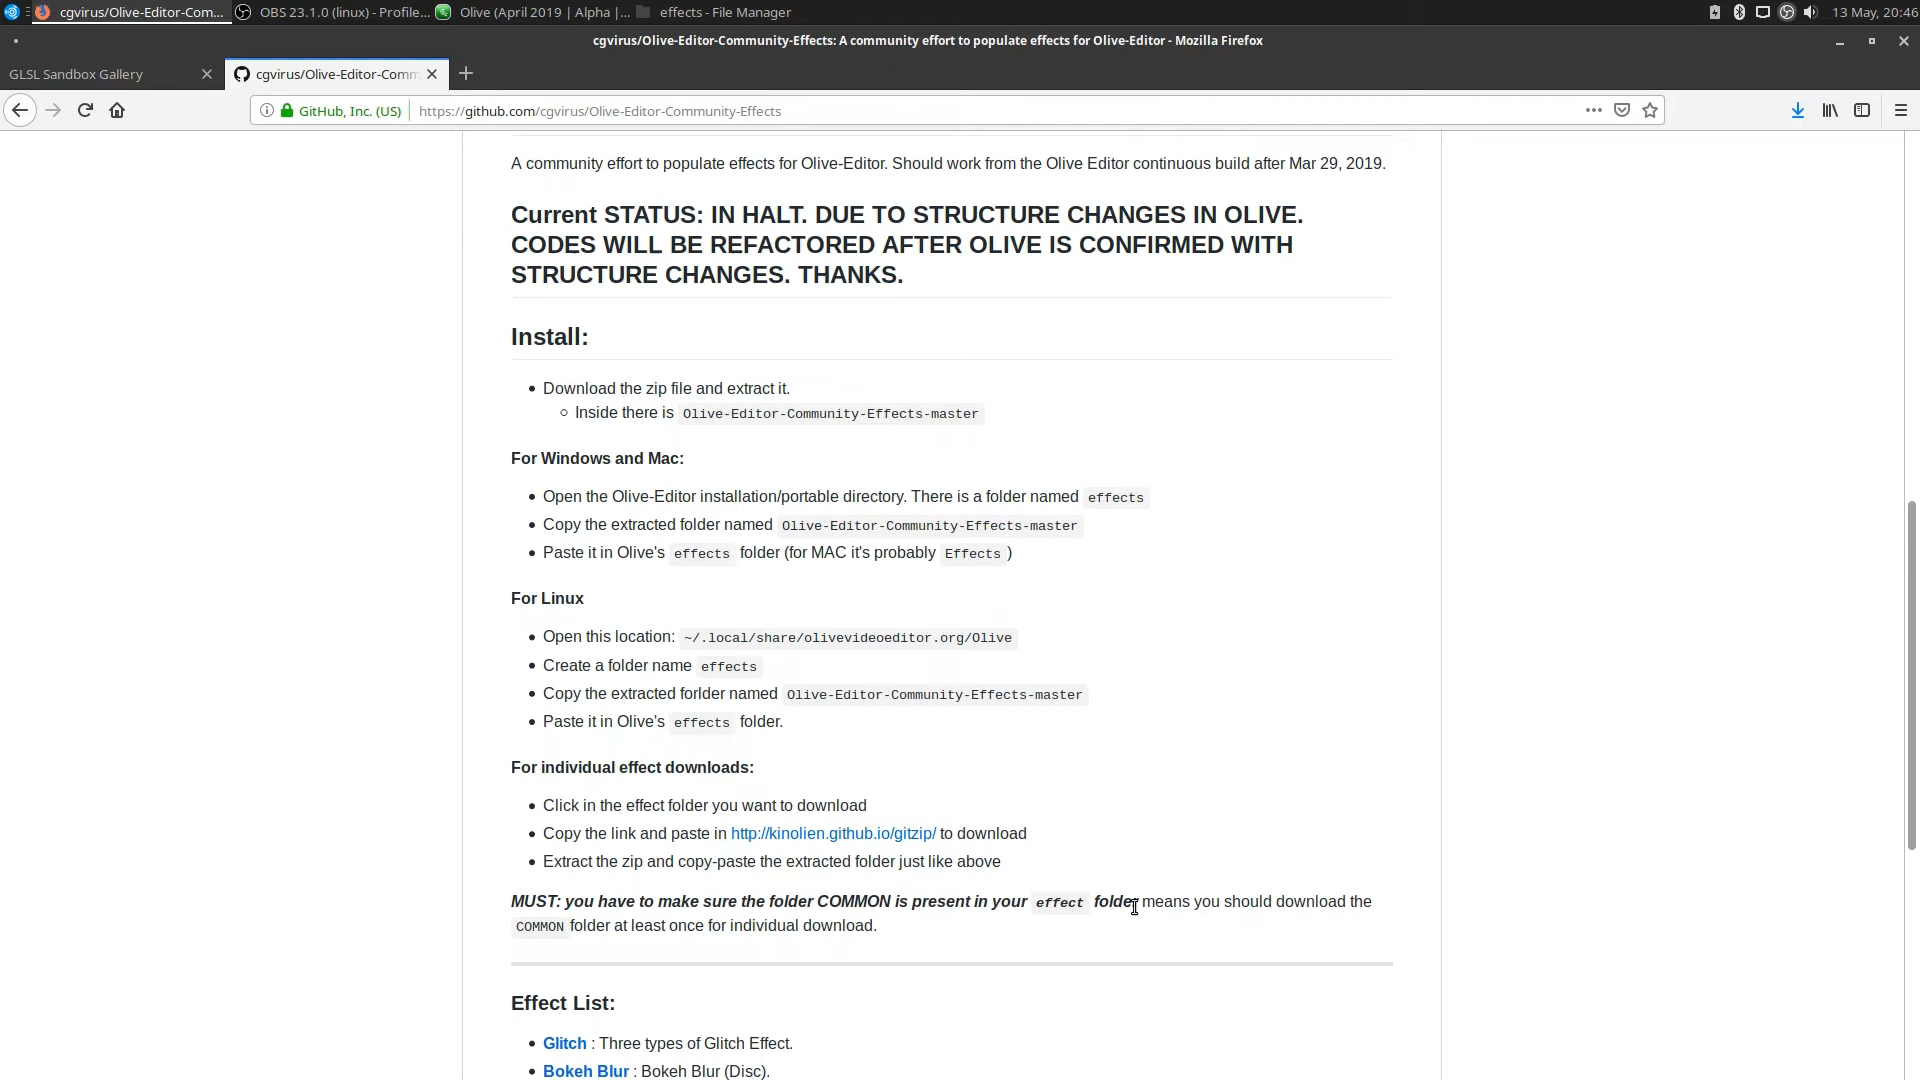 cgvirus/Olive-Editor-Com... OBS 23.1.0 (linux) - Profile... Olive (April 2019 | Alpha |... effects - File Manager 13 May, 20:46
cgvirus/Olive-Editor-Community-Effects: A community effort to populate effects for Olive-Editor - Mozilla Firefox
GLSL Sandbox Gallery cgvirus/Olive-Editor-Comm
GitHub, Inc. (US) https://github.com/cgvirus/Olive-Editor-Community-Effects
A community effort to populate effects for Olive-Editor. Should work from the Olive Editor continuous build after Mar 29, 2019.
Current STATUS: IN HALT. DUE TO STRUCTURE CHANGES IN OLIVE.
CODES WILL BE REFACTORED AFTER OLIVE IS CONFIRMED WITH
STRUCTURE CHANGES. THANKS.
Install:
Download the zip file and extract it.
Inside there is Olive-Editor-Community-Effects-master
For Windows and Mac:
Open the Olive-Editor installation/portable directory. There is a folder named effects
Copy the extracted folder named Olive-Editor-Community-Effects-master
Paste it in Olive's effects folder (for MAC it's probably Effects )
For Linux
Open this location: ~/.local/share/olivevideoeditor.org/Olive
Create a folder name effects
Copy the extracted forlder named Olive-Editor-Community-Effects-master
Paste it in Olive's effects folder.
For individual effect downloads:
Click in the effect folder you want to download
Copy the link and paste in http://kinolien.github.io/gitzip/ to download
Extract the zip and copy-paste the extracted folder just like above
MUST: you have to make sure the folder COMMON is present in your effect folder means you should download the
COMMON folder at least once for individual download.
Effect List:
Glitch : Three types of Glitch Effect.
Bokeh Blur : Bokeh Blur (Disc).